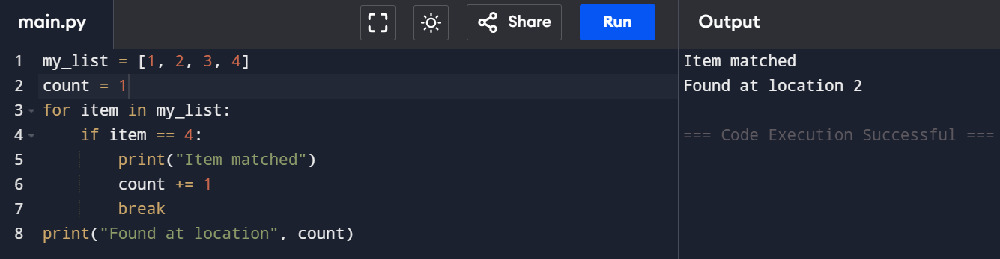 main.py Share Run Output
1 my_list = [1, 2, 3, 4]
2 count = 1
3 for item in my_list:
4     if item == 4:
5         print("Item matched")
6         count += 1
7         break
8 print("Found at location", count)
Item matched
Found at location 2
=== Code Execution Successful ===